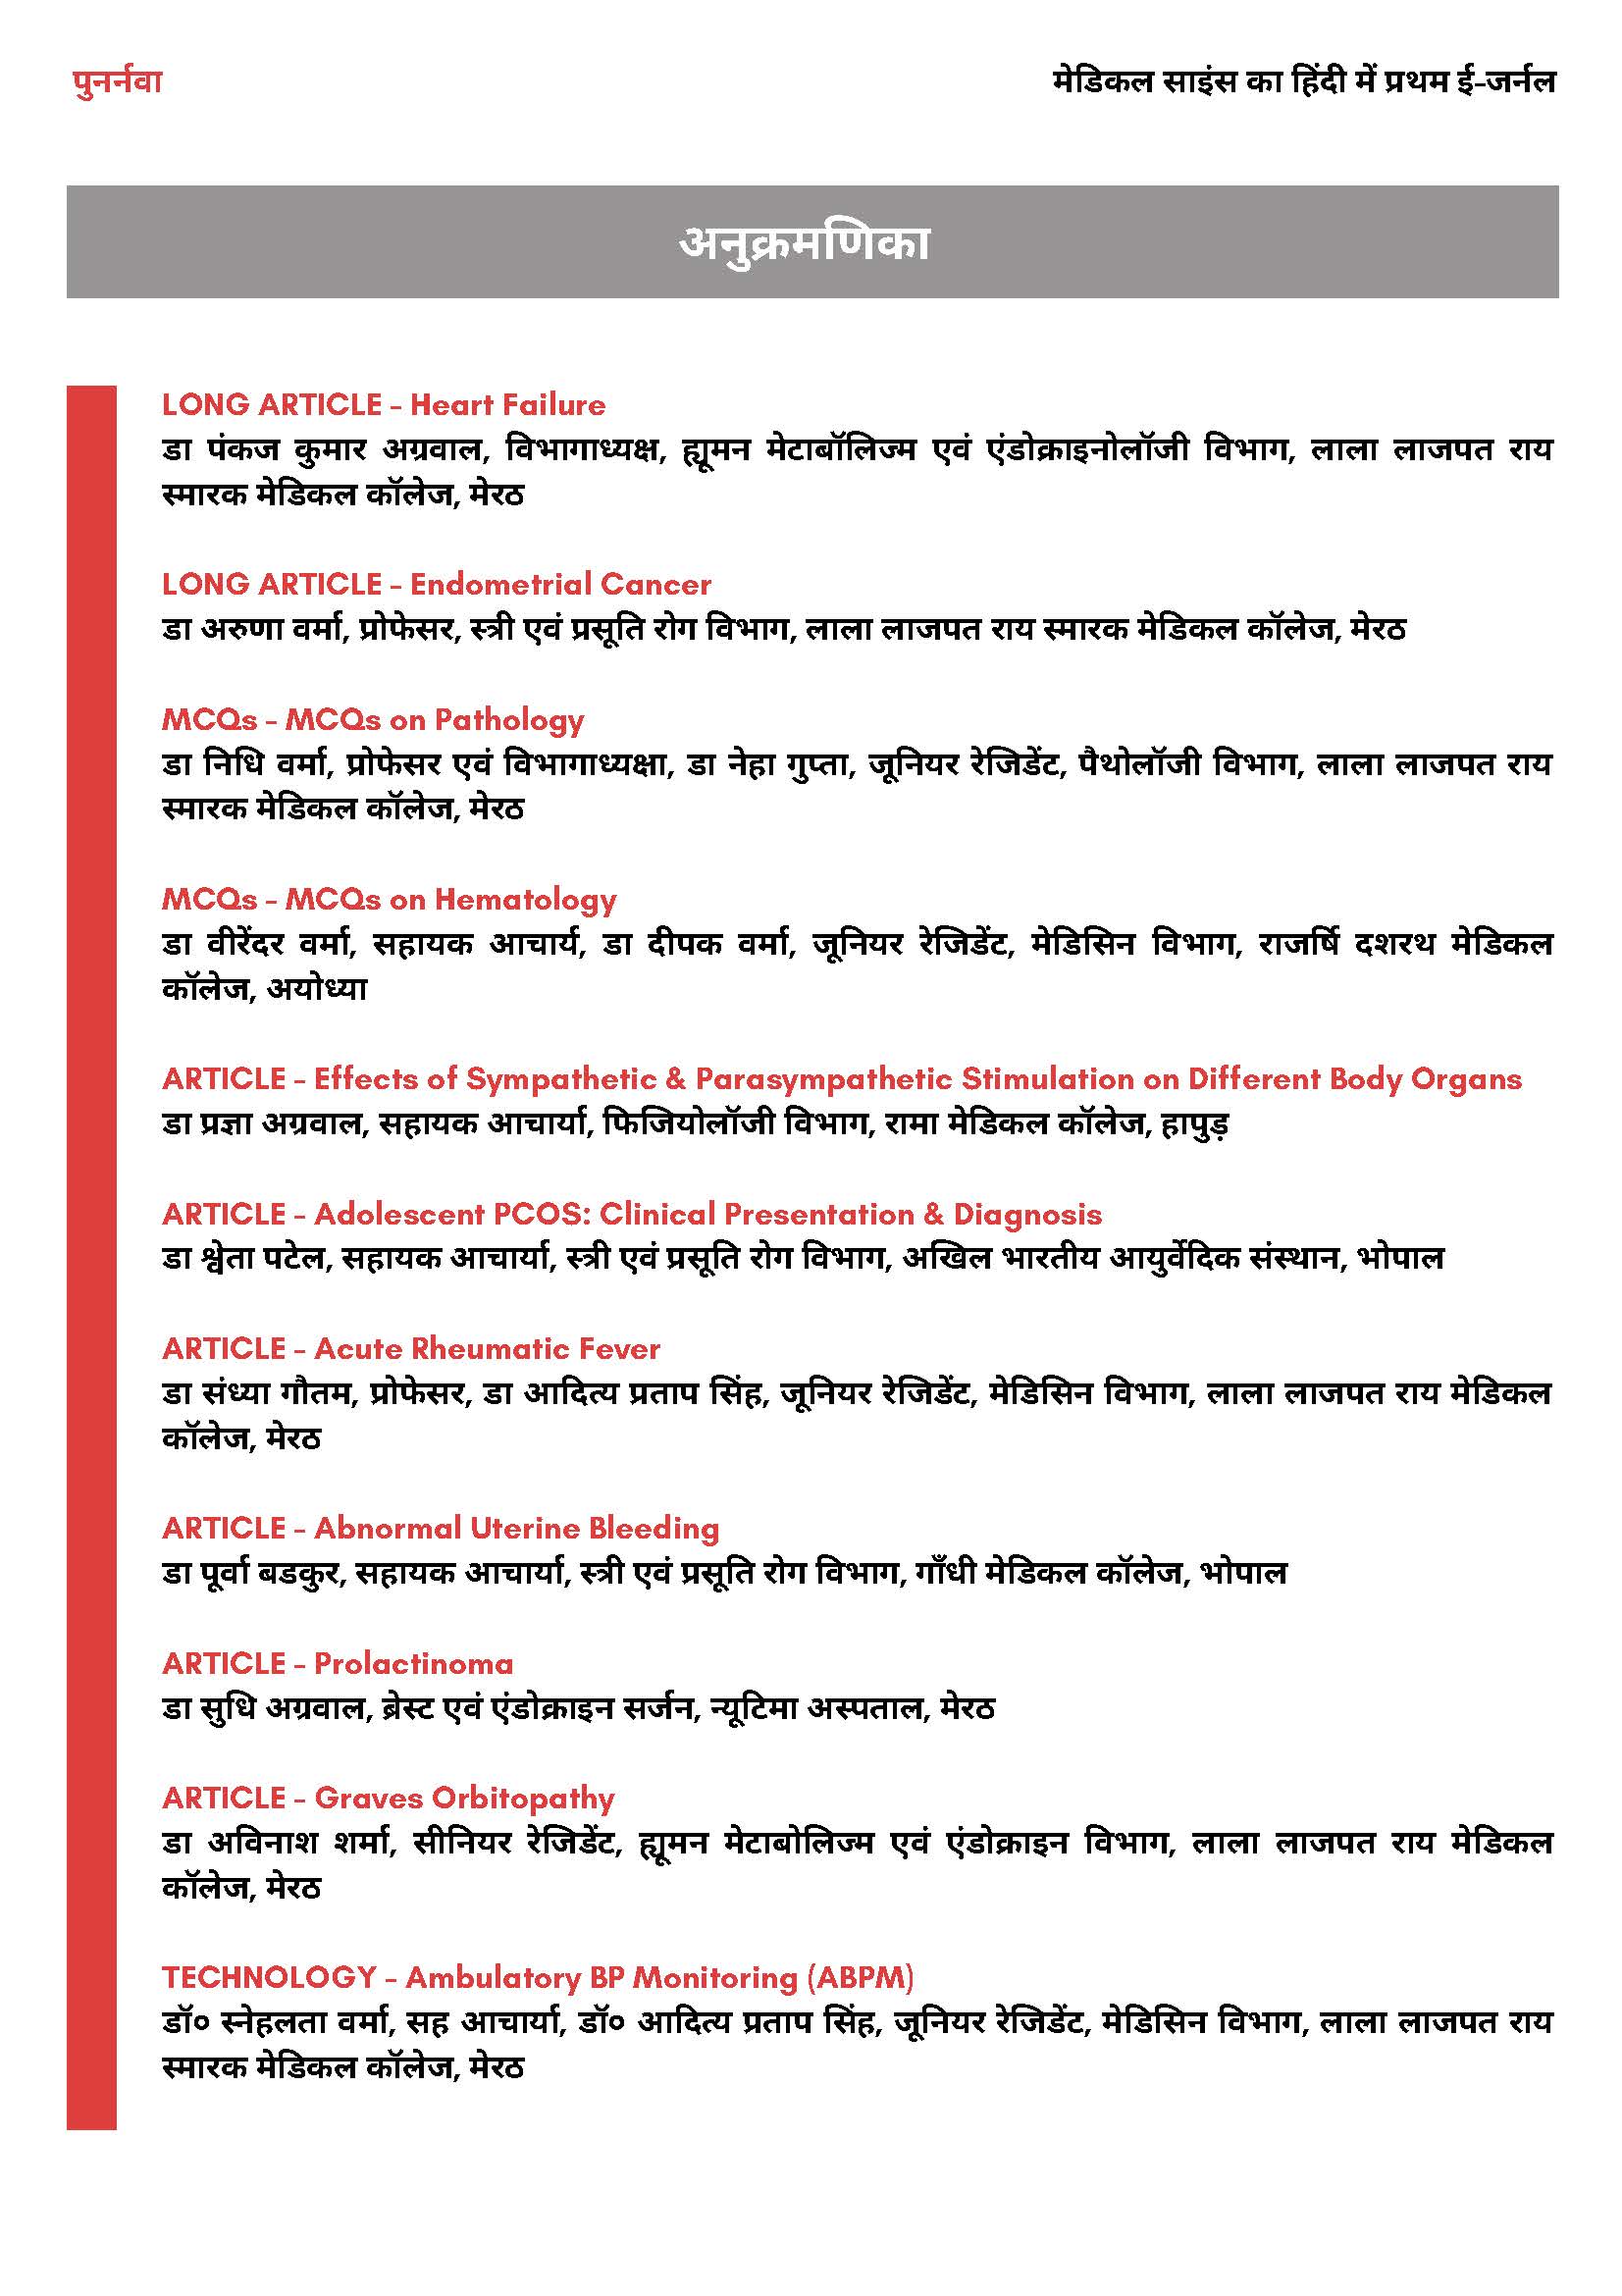 पुनर्नवा
मेडिकल साइंस का हिंदी में प्रथम ई-जर्नल
अनुक्रमणिका
LONG ARTICLE - Heart Failure
डा पंकज कुमार अग्रवाल, विभागाध्यक्ष, ह्यूमन मेटाबॉलिज्म एवं एंडोक्राइनोलॉजी विभाग, लाला लाजपत राय
स्मारक मेडिकल कॉलेज, मेरठ
LONG ARTICLE - Endometrial Cancer
डा अरुणा वर्मा, प्रोफेसर, स्त्री एवं प्रसूति रोग विभाग, लाला लाजपत राय स्मारक मेडिकल कॉलेज, मेरठ
MCQs - MCQs on Pathology
डा निधि वर्मा, प्रोफेसर एवं विभागाध्यक्षा, डा नेहा गुप्ता, जूनियर रेजिडेंट, पैथोलॉजी विभाग, लाला लाजपत राय
स्मारक मेडिकल कॉलेज, मेरठ
MCQs - MCQs on Hematology
डा वीरेंदर वर्मा, सहायक आचार्य, डा दीपक वर्मा, जूनियर रेजिडेंट, मेडिसिन विभाग, राजर्षि दशरथ मेडिकल
कॉलेज, अयोध्या
ARTICLE - Effects of Sympathetic & Parasympathetic Stimulation on Different Body Organs
डा प्रज्ञा अग्रवाल, सहायक आचार्या, फिजियोलॉजी विभाग, रामा मेडिकल कॉलेज, हापुड़
ARTICLE - Adolescent PCOS: Clinical Presentation & Diagnosis
डा श्वेता पटेल, सहायक आचार्या, स्त्री एवं प्रसूति रोग विभाग, अखिल भारतीय आयुर्वेदिक संस्थान, भोपाल
ARTICLE - Acute Rheumatic Fever
डा संध्या गौतम, प्रोफेसर, डा आदित्य प्रताप सिंह, जूनियर रेजिडेंट, मेडिसिन विभाग, लाला लाजपत राय मेडिकल
कॉलेज, मेरठ
ARTICLE - Abnormal Uterine Bleeding
डा पूर्वा बडकुर, सहायक आचार्या, स्त्री एवं प्रसूति रोग विभाग, गाँधी मेडिकल कॉलेज, भोपाल
ARTICLE - Prolactinoma
डा सुधि अग्रवाल, ब्रेस्ट एवं एंडोक्राइन सर्जन, न्यूटिमा अस्पताल, मेरठ
ARTICLE - Graves Orbitopathy
डा अविनाश शर्मा, सीनियर रेजिडेंट, ह्यूमन मेटाबोलिज्म एवं एंडोक्राइन विभाग, लाला लाजपत राय मेडिकल
कॉलेज, मेरठ
TECHNOLOGY - Ambulatory BP Monitoring (ABPM)
डॉ० स्नेहलता वर्मा, सह आचार्या, डॉ० आदित्य प्रताप सिंह, जूनियर रेजिडेंट, मेडिसिन विभाग, लाला लाजपत राय
स्मारक मेडिकल कॉलेज, मेरठ